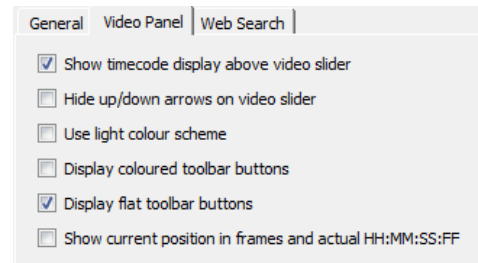 General Video Panel Web Search
Show timecode display above video slider
Hide up/down arrows on video slider
Use light colour scheme
Display coloured toolbar buttons
Display flat toolbar buttons
Show current position in frames and actual HH:MM:SS:FF